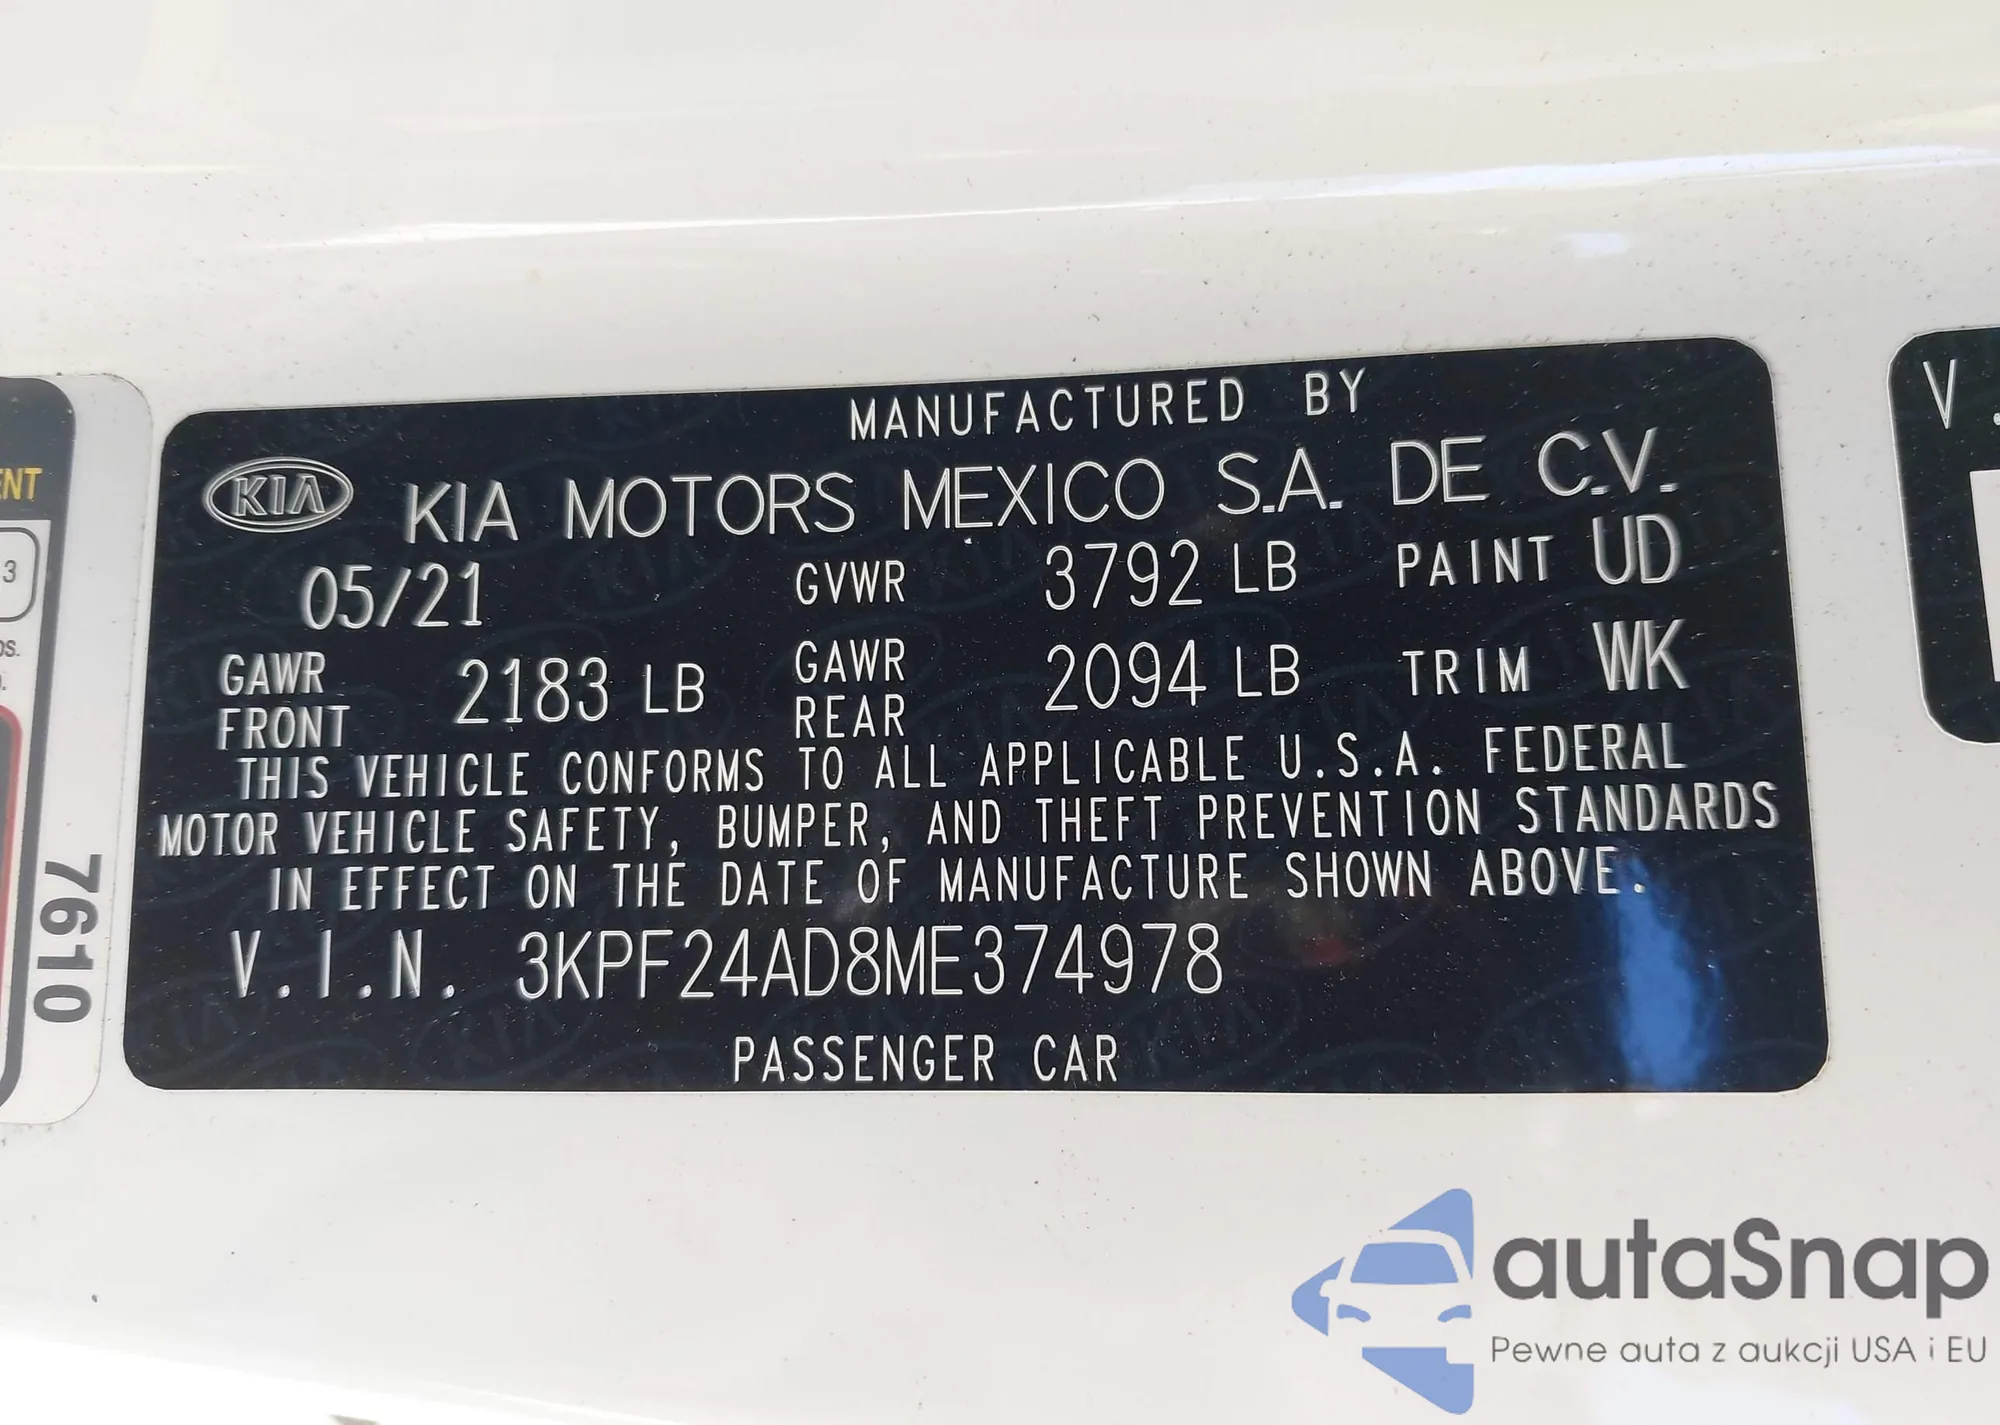 MANUFACTURED BY
KIA KIA MOTORS MEXICO S.A. DE C.V.
05/21 GVWR 3792 LB PAINT UD
GAWR FRONT 2183 LB GAWR REAR 2094 LB TRIM WK
THIS VEHICLE CONFORMS TO ALL APPLICABLE U.S.A. FEDERAL
MOTOR VEHICLE SAFETY, BUMPER, AND THEFT PREVENTION STANDARDS
IN EFFECT ON THE DATE OF MANUFACTURE SHOWN ABOVE.
V.I.N. 3KPF24AD8ME374978
PASSENGER CAR
7610
3
V.
autaSnap
Pewne auta z aukcji USA i EU